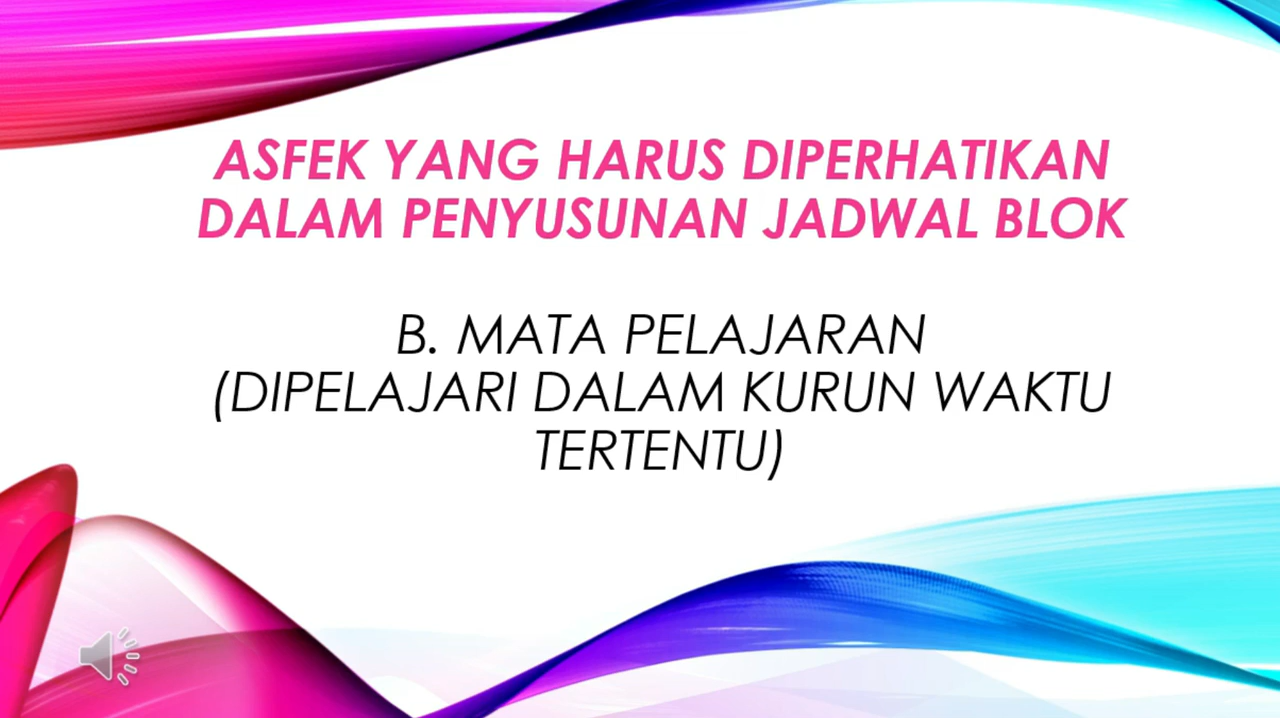 ASFEK YANG HARUS DIPERHATIKAN
DALAM PENYUSUNAN JADWAL BLOK
B. MATA PELAJARAN
(DIPELAJARI DALAM KURUN WAKTU
TERTENTU)